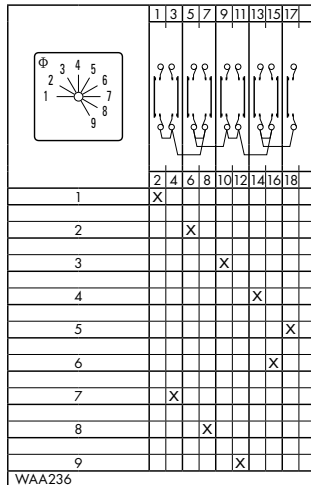 1 3 5 7 9 11 13 15 17
Φ
1 2 3 4 5 6 7 8 9
2 4 6 8 10 12 14 16 18
1 X
2 X
3 X
4 X
5 X
6 X
7 X
8 X
9 X
WAA236